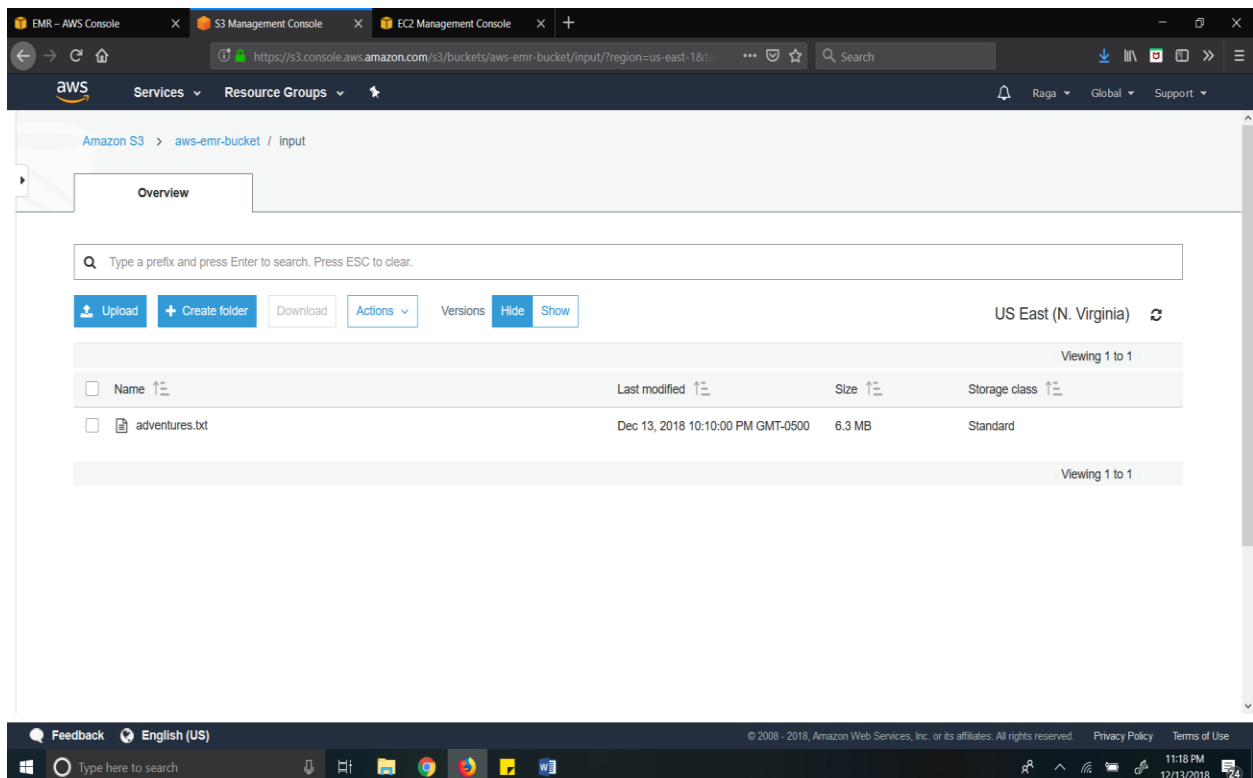 EMR – AWS Console
S3 Management Console
EC2 Management Console
https://s3.console.aws.amazon.com/s3/buckets/aws-emr-bucket/input/?region=us-east-1&t
Search
aws Services Resource Groups Raga Global Support
Amazon S3 > aws-emr-bucket / input
Overview
Type a prefix and press Enter to search. Press ESC to clear.
Upload + Create folder Download Actions Versions Hide Show US East (N. Virginia)
Viewing 1 to 1
Name Last modified Size Storage class
adventures.txt Dec 13, 2018 10:10:00 PM GMT-0500 6.3 MB Standard
Viewing 1 to 1
Feedback English (US) © 2008 - 2018, Amazon Web Services, Inc. or its affiliates. All rights reserved. Privacy Policy Terms of Use
Type here to search 11:18 PM
12/13/2018 24